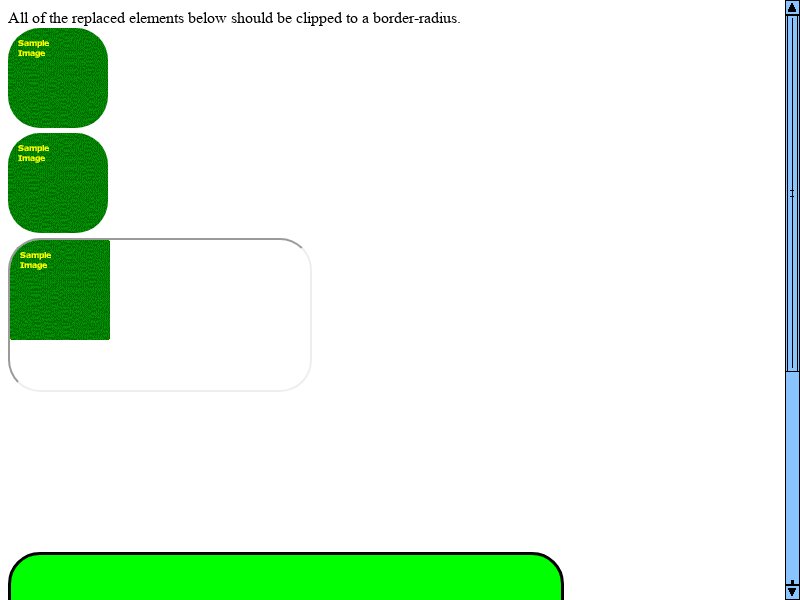 All of the replaced elements below should be clipped to a border-radius.
Sample
Image
Sample
Image
Sample
Image